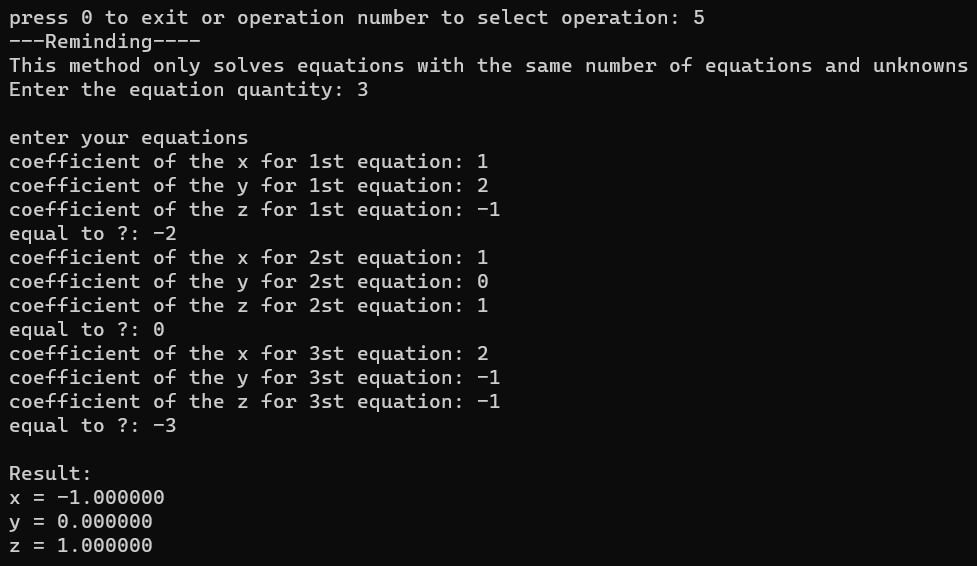 press 0 to exit or operation number to select operation: 5
---Reminding----
This method only solves equations with the same number of equations and unknowns
Enter the equation quantity: 3

enter your equations
coefficient of the x for 1st equation: 1
coefficient of the y for 1st equation: 2
coefficient of the z for 1st equation: -1
equal to ?: -2
coefficient of the x for 2st equation: 1
coefficient of the y for 2st equation: 0
coefficient of the z for 2st equation: 1
equal to ?: 0
coefficient of the x for 3st equation: 2
coefficient of the y for 3st equation: -1
coefficient of the z for 3st equation: -1
equal to ?: -3

Result:
x = -1.000000
y = 0.000000
z = 1.000000